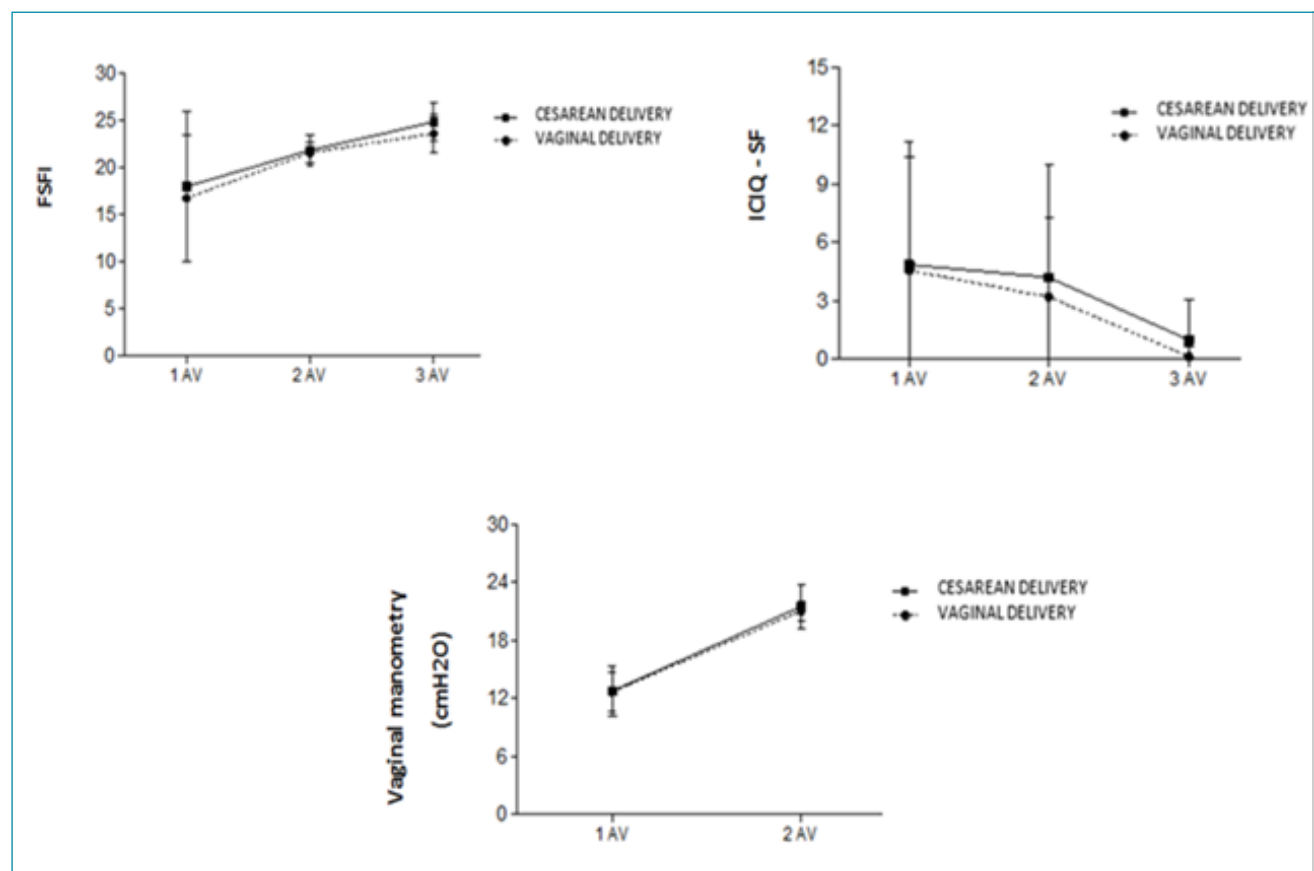 30
25
20
15
10
5
0
FSFI
1 AV 2 AV 3 AV
CESAREAN DELIVERY
VAGINAL DELIVERY
15
12
9
6
3
0
ICIQ - SF
1 AV 2 AV 3 AV
CESAREAN DELIVERY
VAGINAL DELIVERY
30
24
18
12
6
0
Vaginal manometry
(cmH2O)
1 AV 2 AV
CESAREAN DELIVERY
VAGINAL DELIVERY